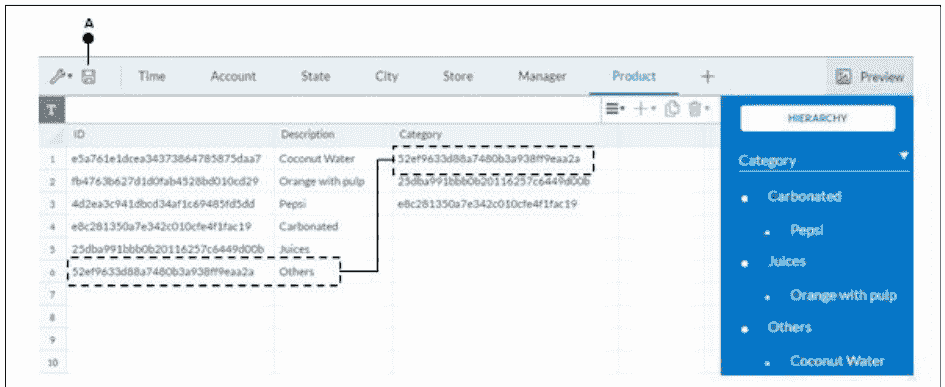 A
Time Account State City Store Manager Product + Preview
T
HIERARCHY
ID Description Category
Category
1 e5a761e1dcea34373864785875daa7 Coconut Water 52ef9633d88a7480b3a938ff9eaa2a
2 fb4763b627d1d0fab4528bd010cd29 Orange with pulp 25dba991bbb0b20116257c6449d00b
3 4d2ea3c941dbcd34af1c69485fd5dd Pepsi e8c281350a7e342c010cfe4f1fac19
4 e8c281350a7e342c010cfe4f1fac19 Carbonated
5 25dba991bbb0b20116257c6449d00b Juices
6 52ef9633d88a7480b3a938ff9eaa2a Others
7
8
9
10
Carbonated
Pepsi
Juices
Orange with pulp
Others
Coconut Water